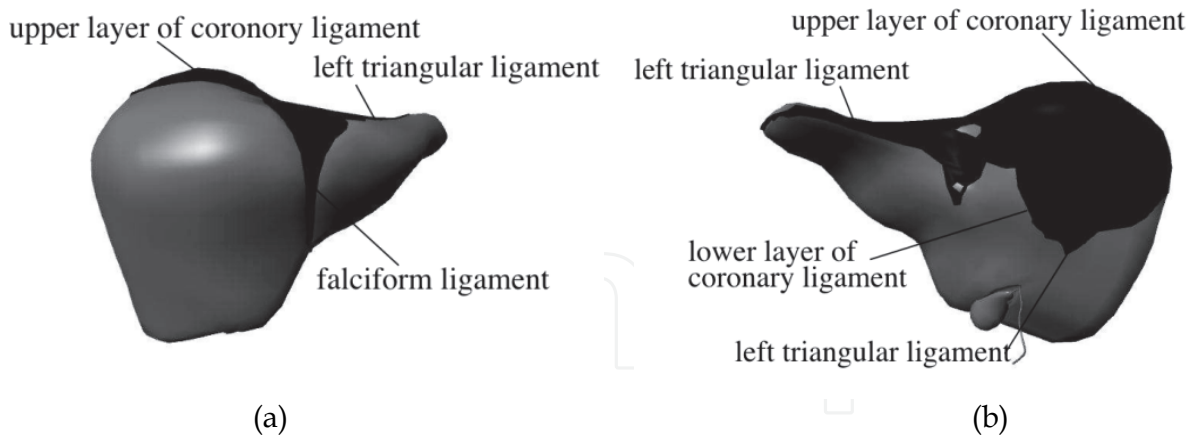 upper layer of coronory ligament
left triangular ligament
falciform ligament
(a)
upper layer of coronary ligament
left triangular ligament
lower layer of
coronary ligament
left triangular ligament
(b)